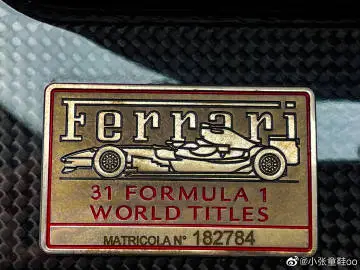 Ferrari
31 FORMULA 1
WORLD TITLES
MATRICOLA N° 182784
@小张童鞋oo